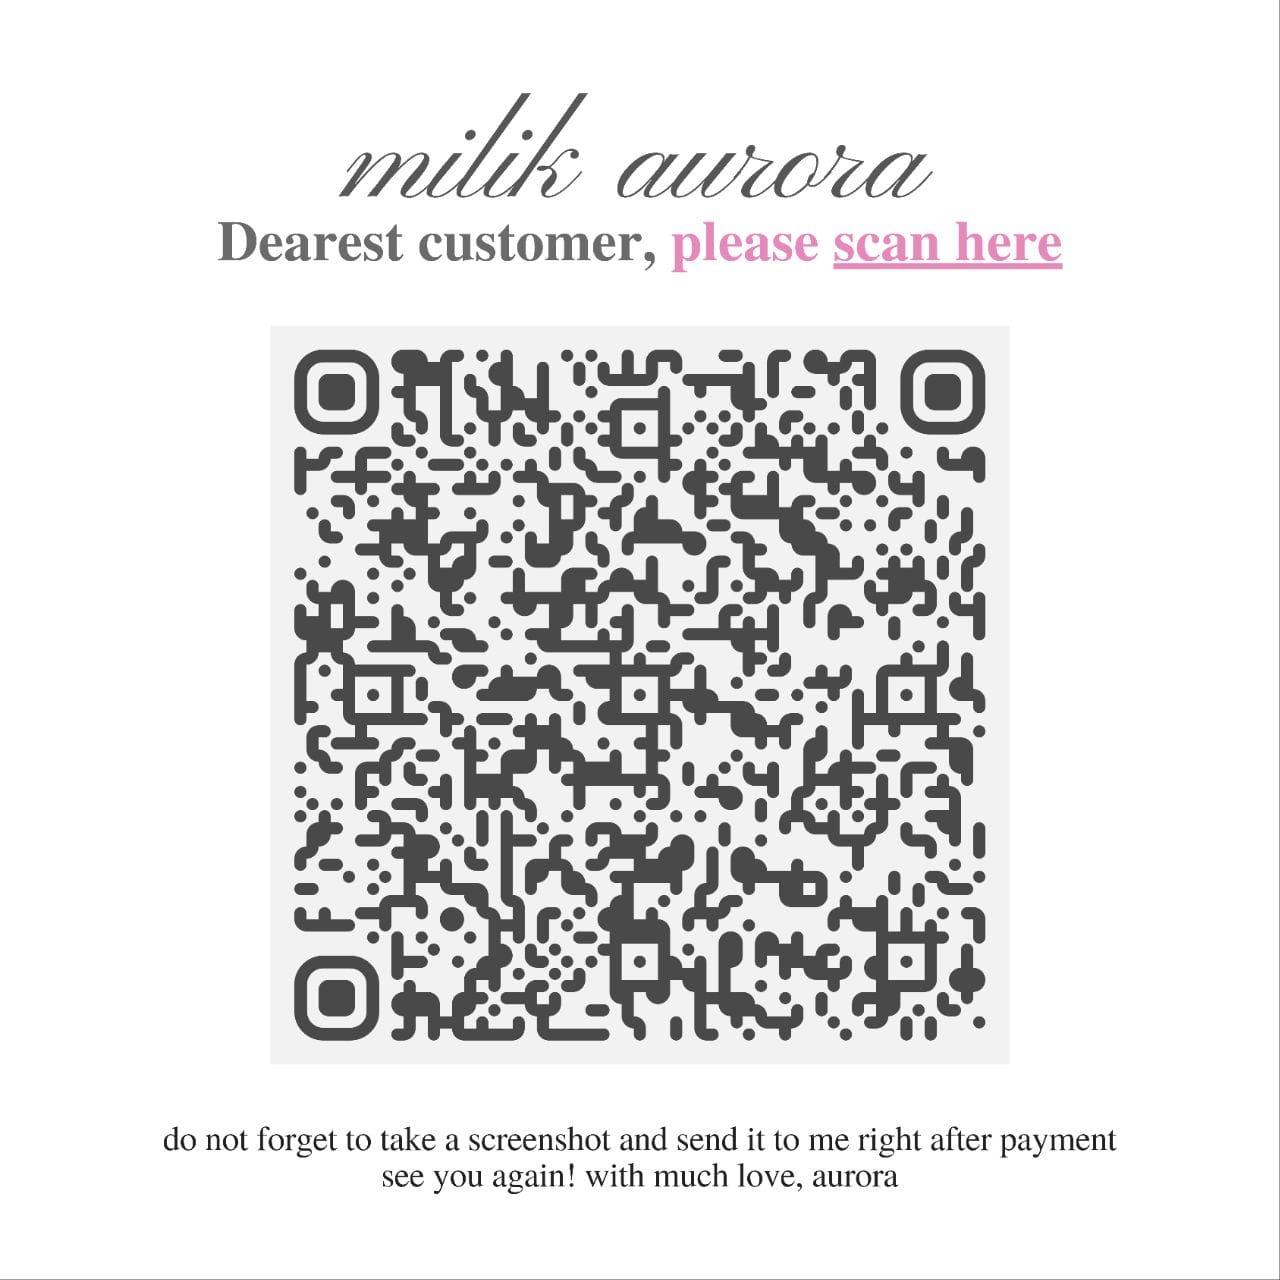 milik aurora
Dearest customer, please scan here
do not forget to take a screenshot and send it to me right after payment
see you again! with much love, aurora